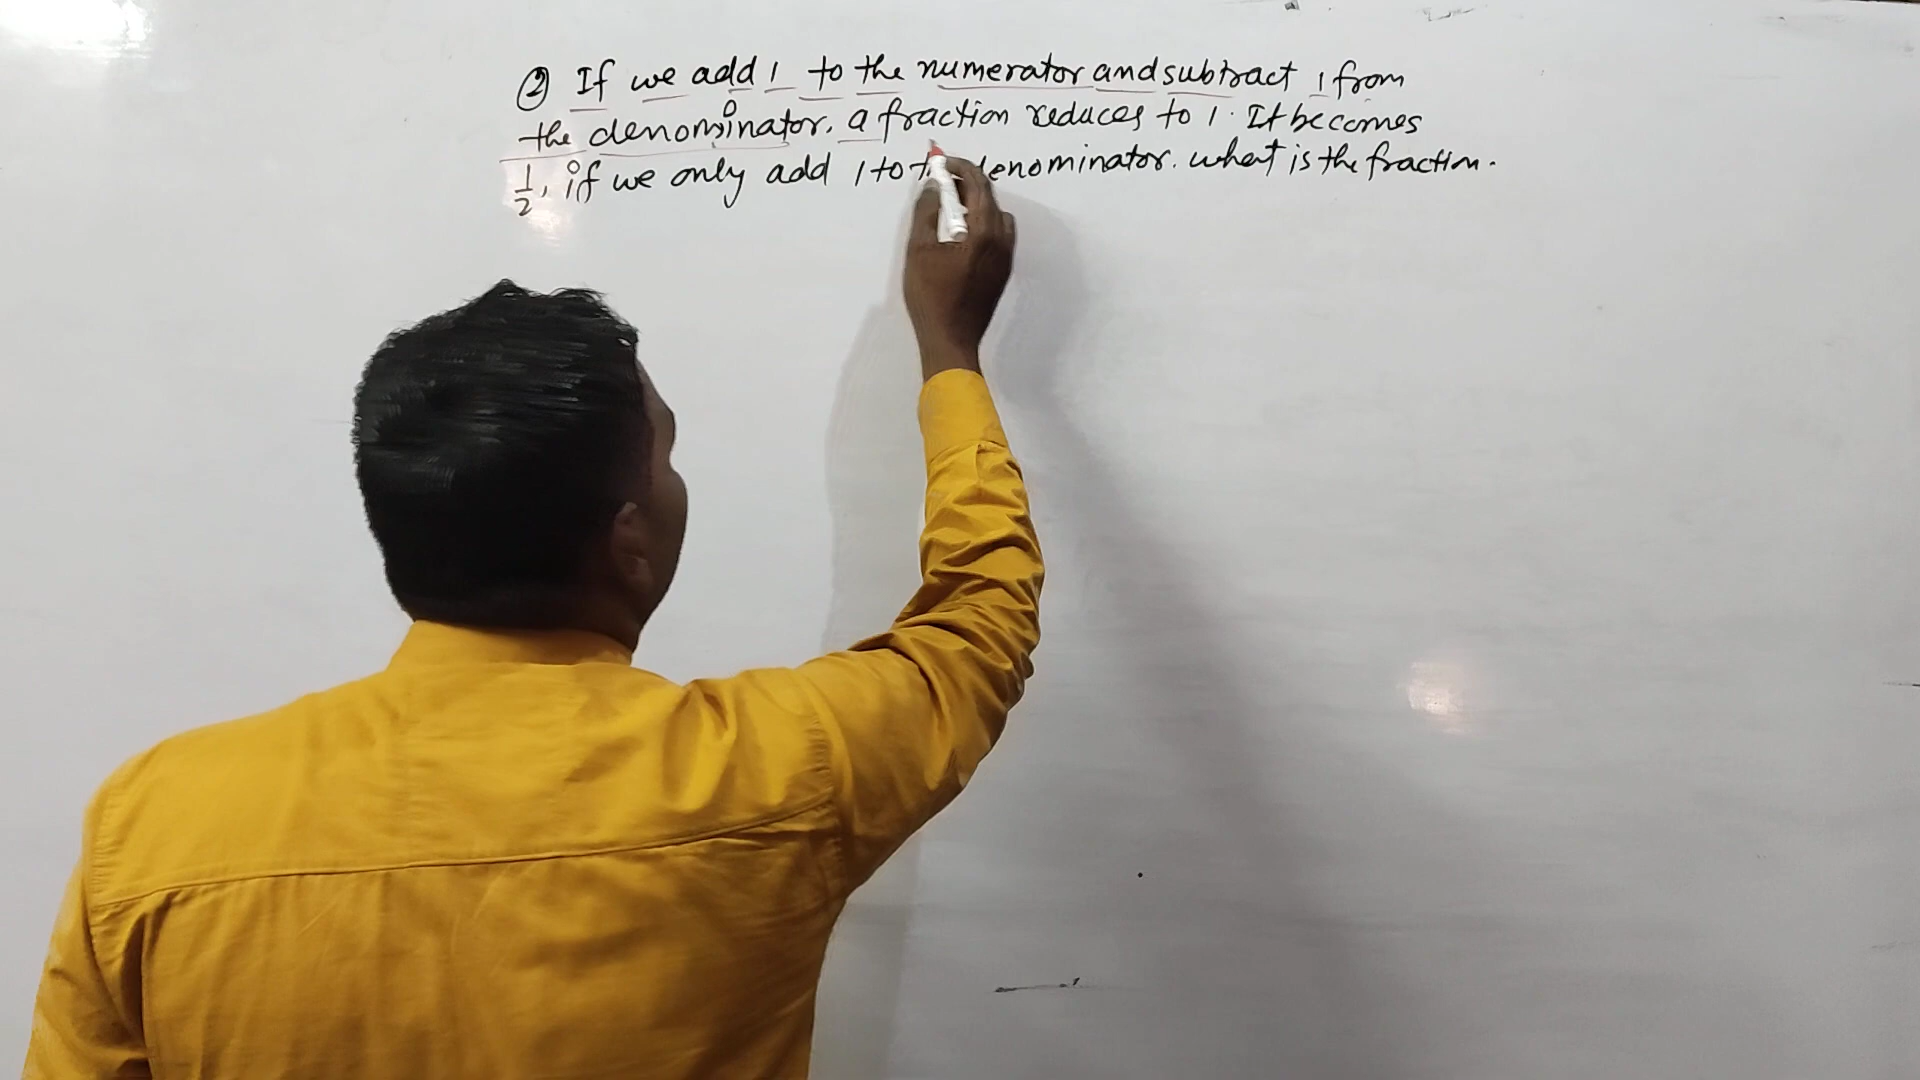 ② If we add 1 to the numerator and subtract 1 from
the denominator, a fraction reduces to 1. It becomes
1/2, if we only add 1 to denominator. what is the fraction.